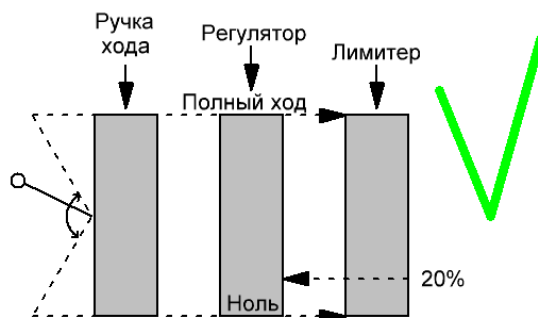 Ручка
хода
Регулятор
Лимитер
Полный ход
20%
Ноль